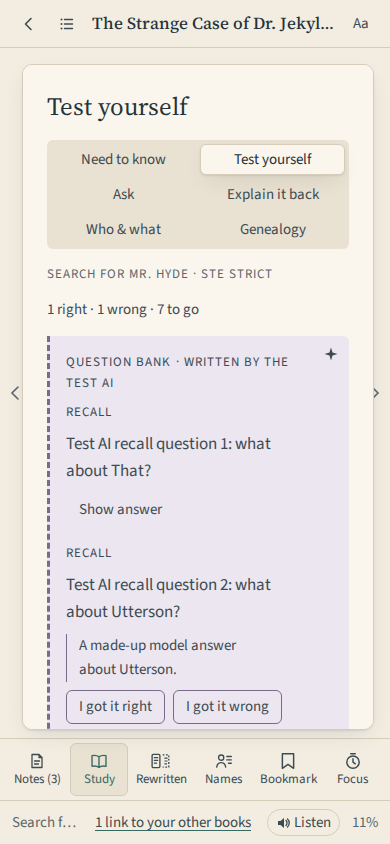 The Strange Case of Dr. Jekyl...
Aa
Test yourself
Need to know
Test yourself
Ask
Explain it back
Who & what
Genealogy
SEARCH FOR MR. HYDE · STE STRICT
1 right · 1 wrong · 7 to go
QUESTION BANK · WRITTEN BY THE
TEST AI
RECALL
Test AI recall question 1: what
about That?
Show answer
RECALL
Test AI recall question 2: what
about Utterson?
A made-up model answer
about Utterson.
I got it right
I got it wrong
Notes (3)
Study
Rewritten
Names
Bookmark
Focus
Search f...
1 link to your other books
Listen
11%